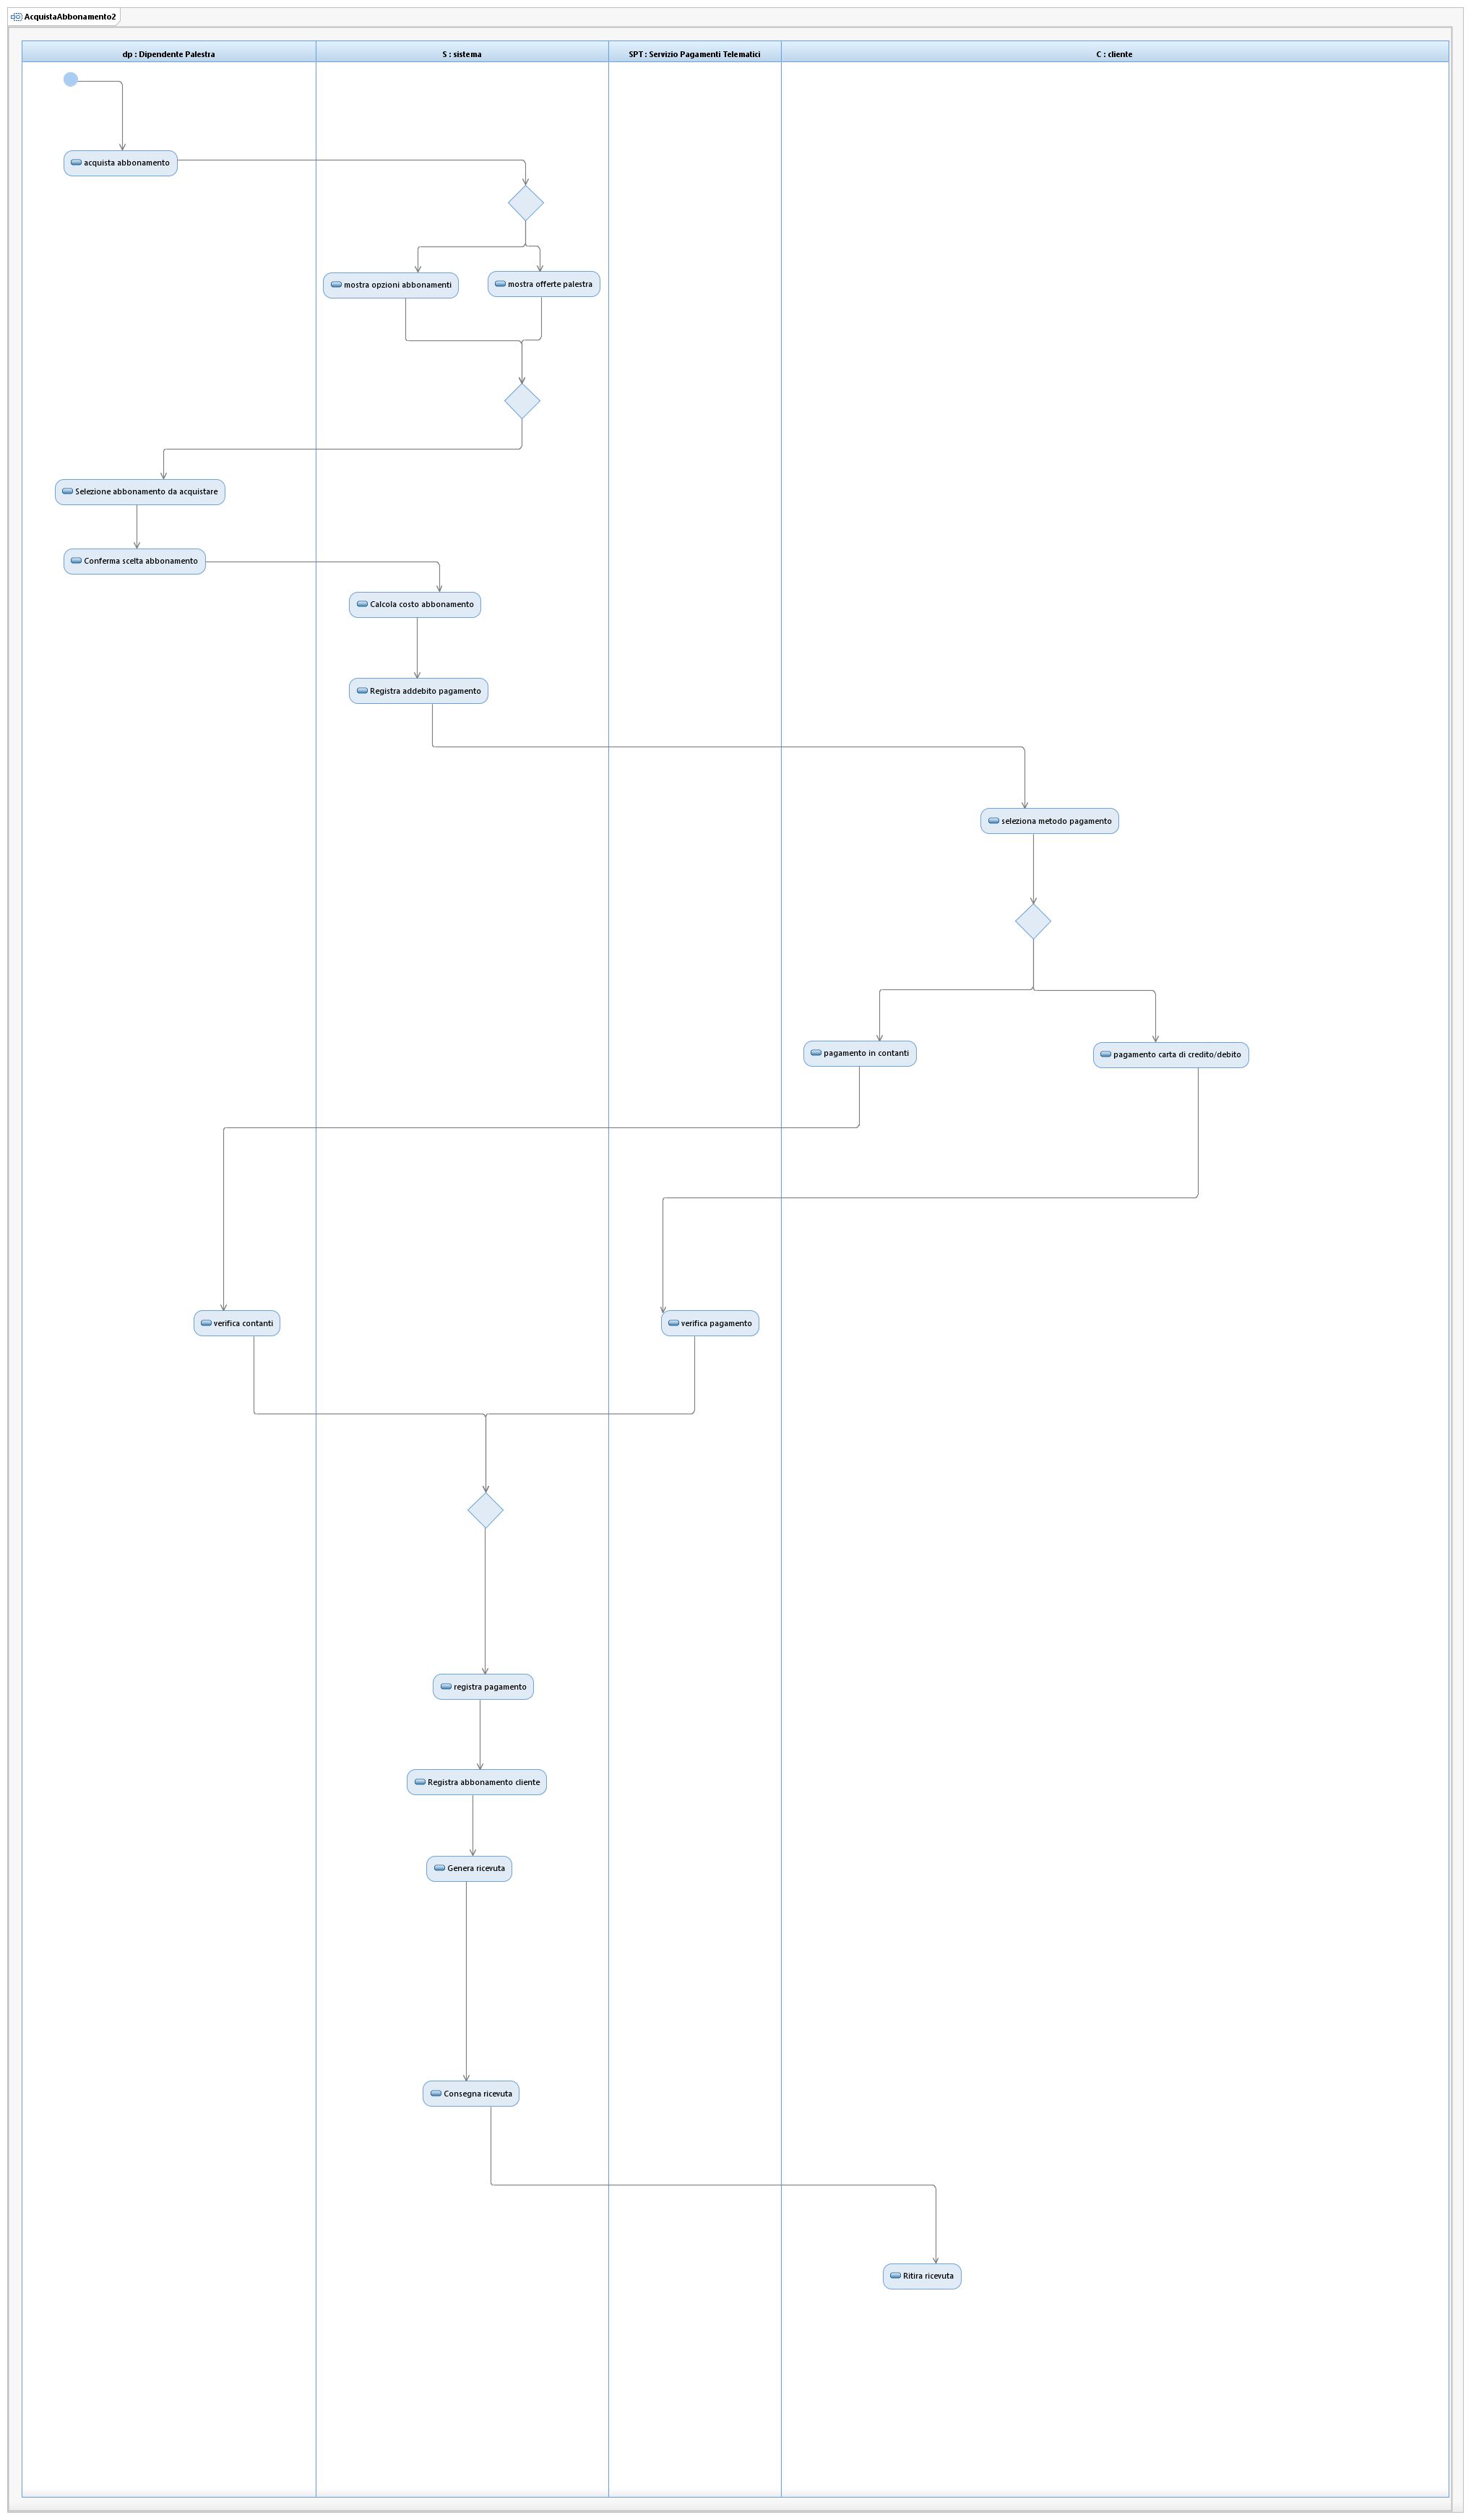 AcquistaAbbonamento2
dp : Dipendente Palestra
S : sistema
SPT : Servizio Pagamenti Telematici
C : cliente
acquista abbonamento
mostra opzioni abbonamenti
mostra offerte palestra
Selezione abbonamento da acquistare
Conferma scelta abbonamento
Calcola costo abbonamento
Registra addebito pagamento
seleziona metodo pagamento
pagamento in contanti
pagamento carta di credito/debito
verifica contanti
verifica pagamento
registra pagamento
Registra abbonamento cliente
Genera ricevuta
Consegna ricevuta
Ritira ricevuta